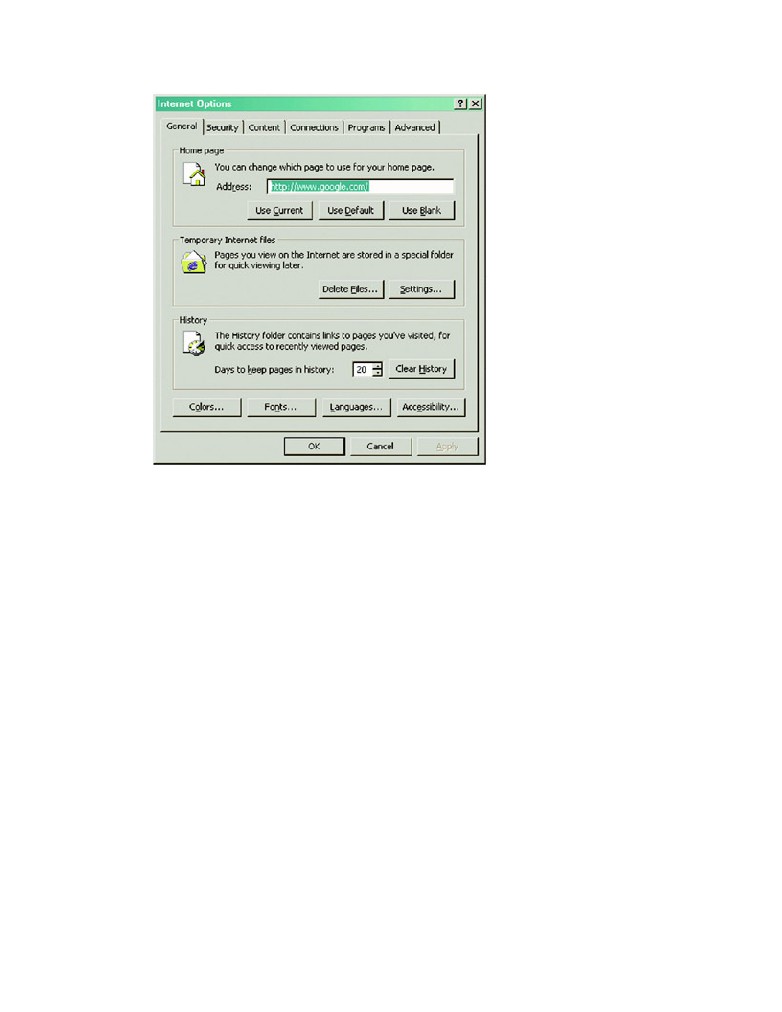 Internet Options
General Security Content Connections Programs Advanced
Home page
You can change which page to use for your home page.
Address: http://www.google.com/
Use Current Use Default Use Blank
Temporary Internet files
Pages you view on the Internet are stored in a special folder
for quick viewing later.
Delete Files... Settings...
History
The History folder contains links to pages you've visited, for
quick access to recently viewed pages.
Days to keep pages in history: 20 Clear History
Colors... Fonts... Languages... Accessibility...
OK Cancel Apply